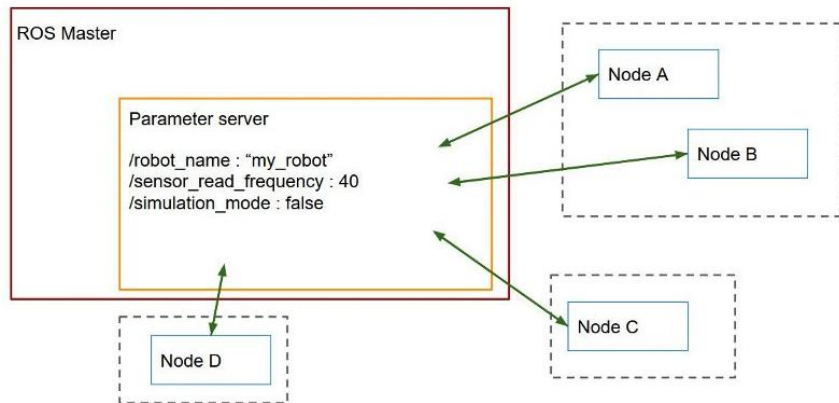 ROS Master
Parameter server
/robot_name : “my_robot”
/sensor_read_frequency : 40
/simulation_mode : false
Node A
Node B
Node C
Node D